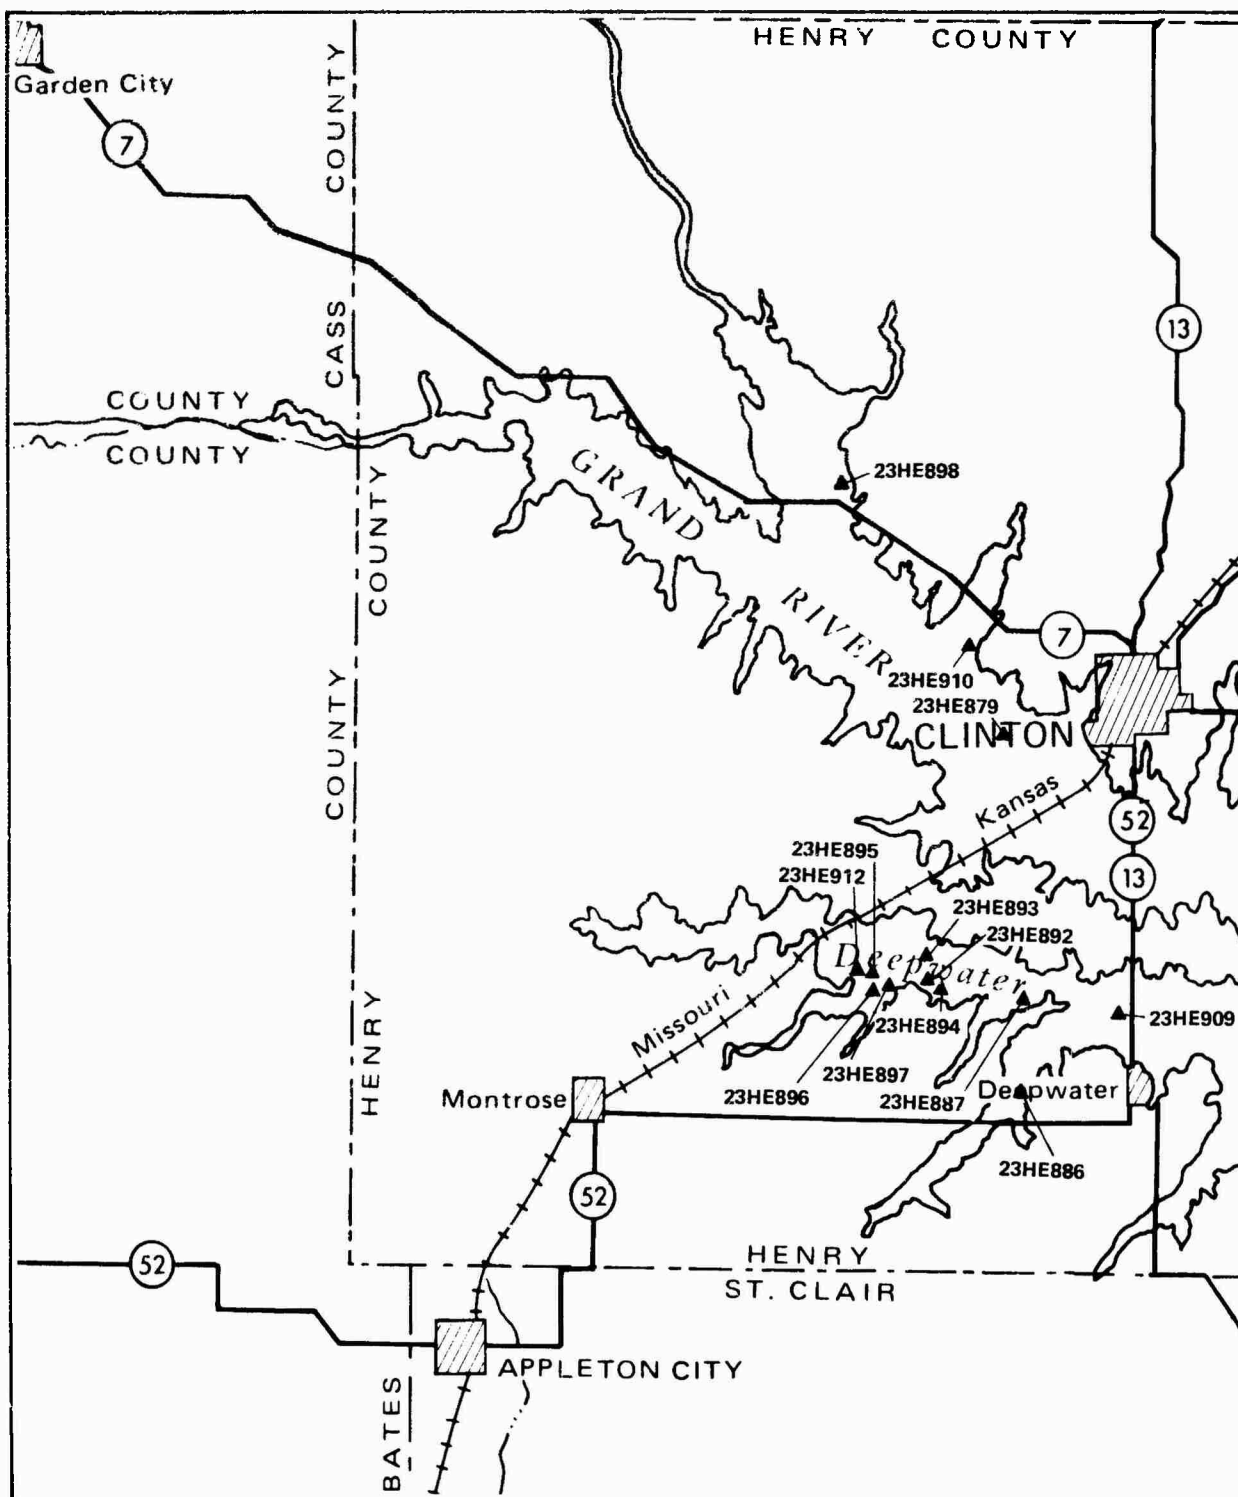 HENRY COUNTY
Garden City
7
COUNTY
CASS
13
COUNTY
COUNTY
GRAND
RIVER
23HE898
COUNTY
7
23HE910
23HE879
CLINTON
COUNTY
Kansas
52
23HE895
23HE912
13
23HE893
23HE892
Deepwater
Missouri
HENRY
23HE894
23HE909
23HE897
23HE896
23HE887
Deepwater
Montrose
23HE886
52
HENRY
52
ST. CLAIR
APPLETON CITY
BATES